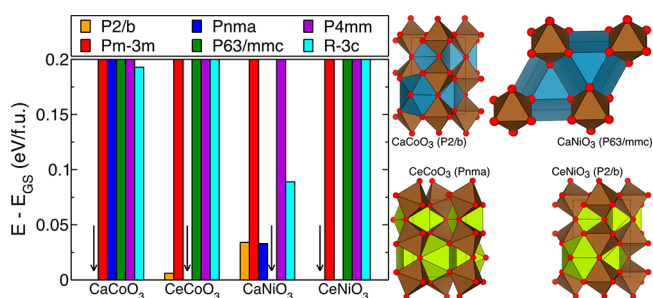 P2/b Pnma P4mm
Pm-3m P63/mmc R-3c
E - E_GS (eV/f.u.)
0.2
0.15
0.1
0.05
0
CaCoO₃ CeCoO₃ CaNiO₃ CeNiO₃
CaCoO₃ (P2/b) CaNiO₃ (P63/mmc)
CeCoO₃ (Pnma) CeNiO₃ (P2/b)